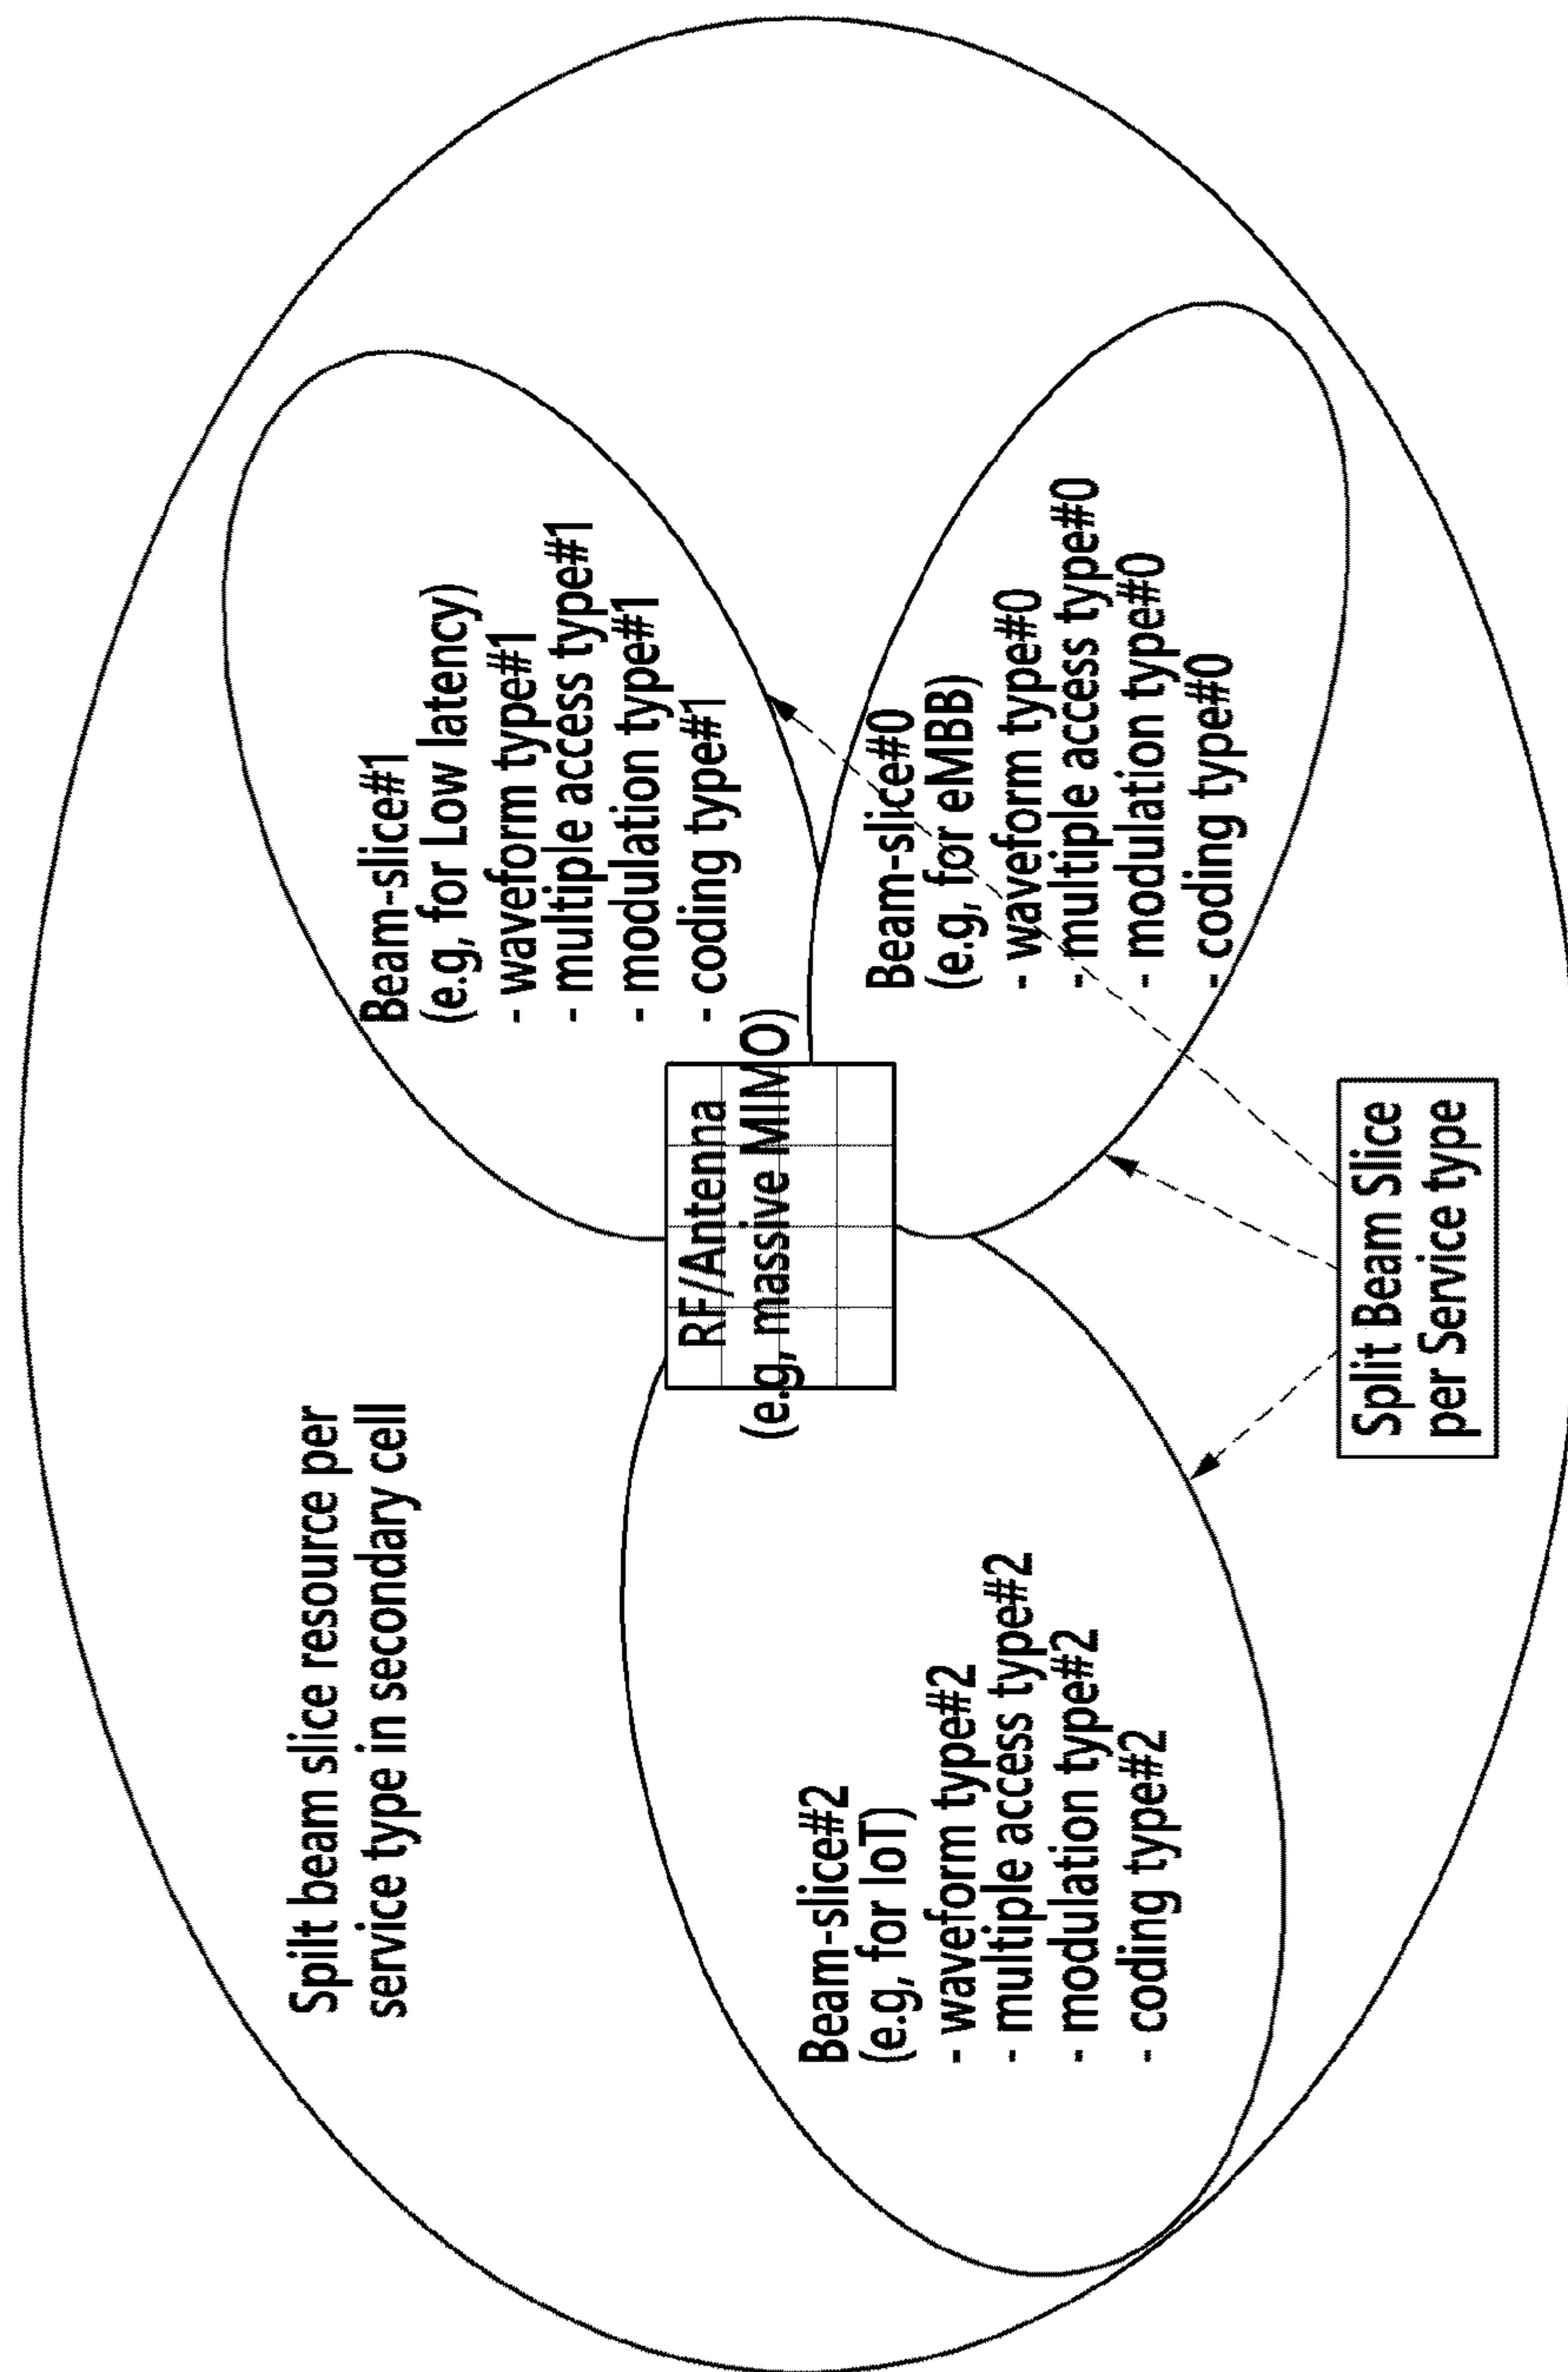 Spilt beam slice resource per
service type in secondary cell
Beam-slice#1
(e.g, for Low latency)
- waveform type#1
- multiple access type#1
- modulation type#1
- coding type#1
RF/Antenna
(e.g, massive MIMO)
Beam-slice#2
(e.g, for IoT)
- waveform type#2
- multiple access type#2
- modulation type#2
- coding type#2
Beam-slice#0
(e.g, for eMBB)
- waveform type#0
- multiple access type#0
- modulation type#0
- coding type#0
Split Beam Slice
per Service type